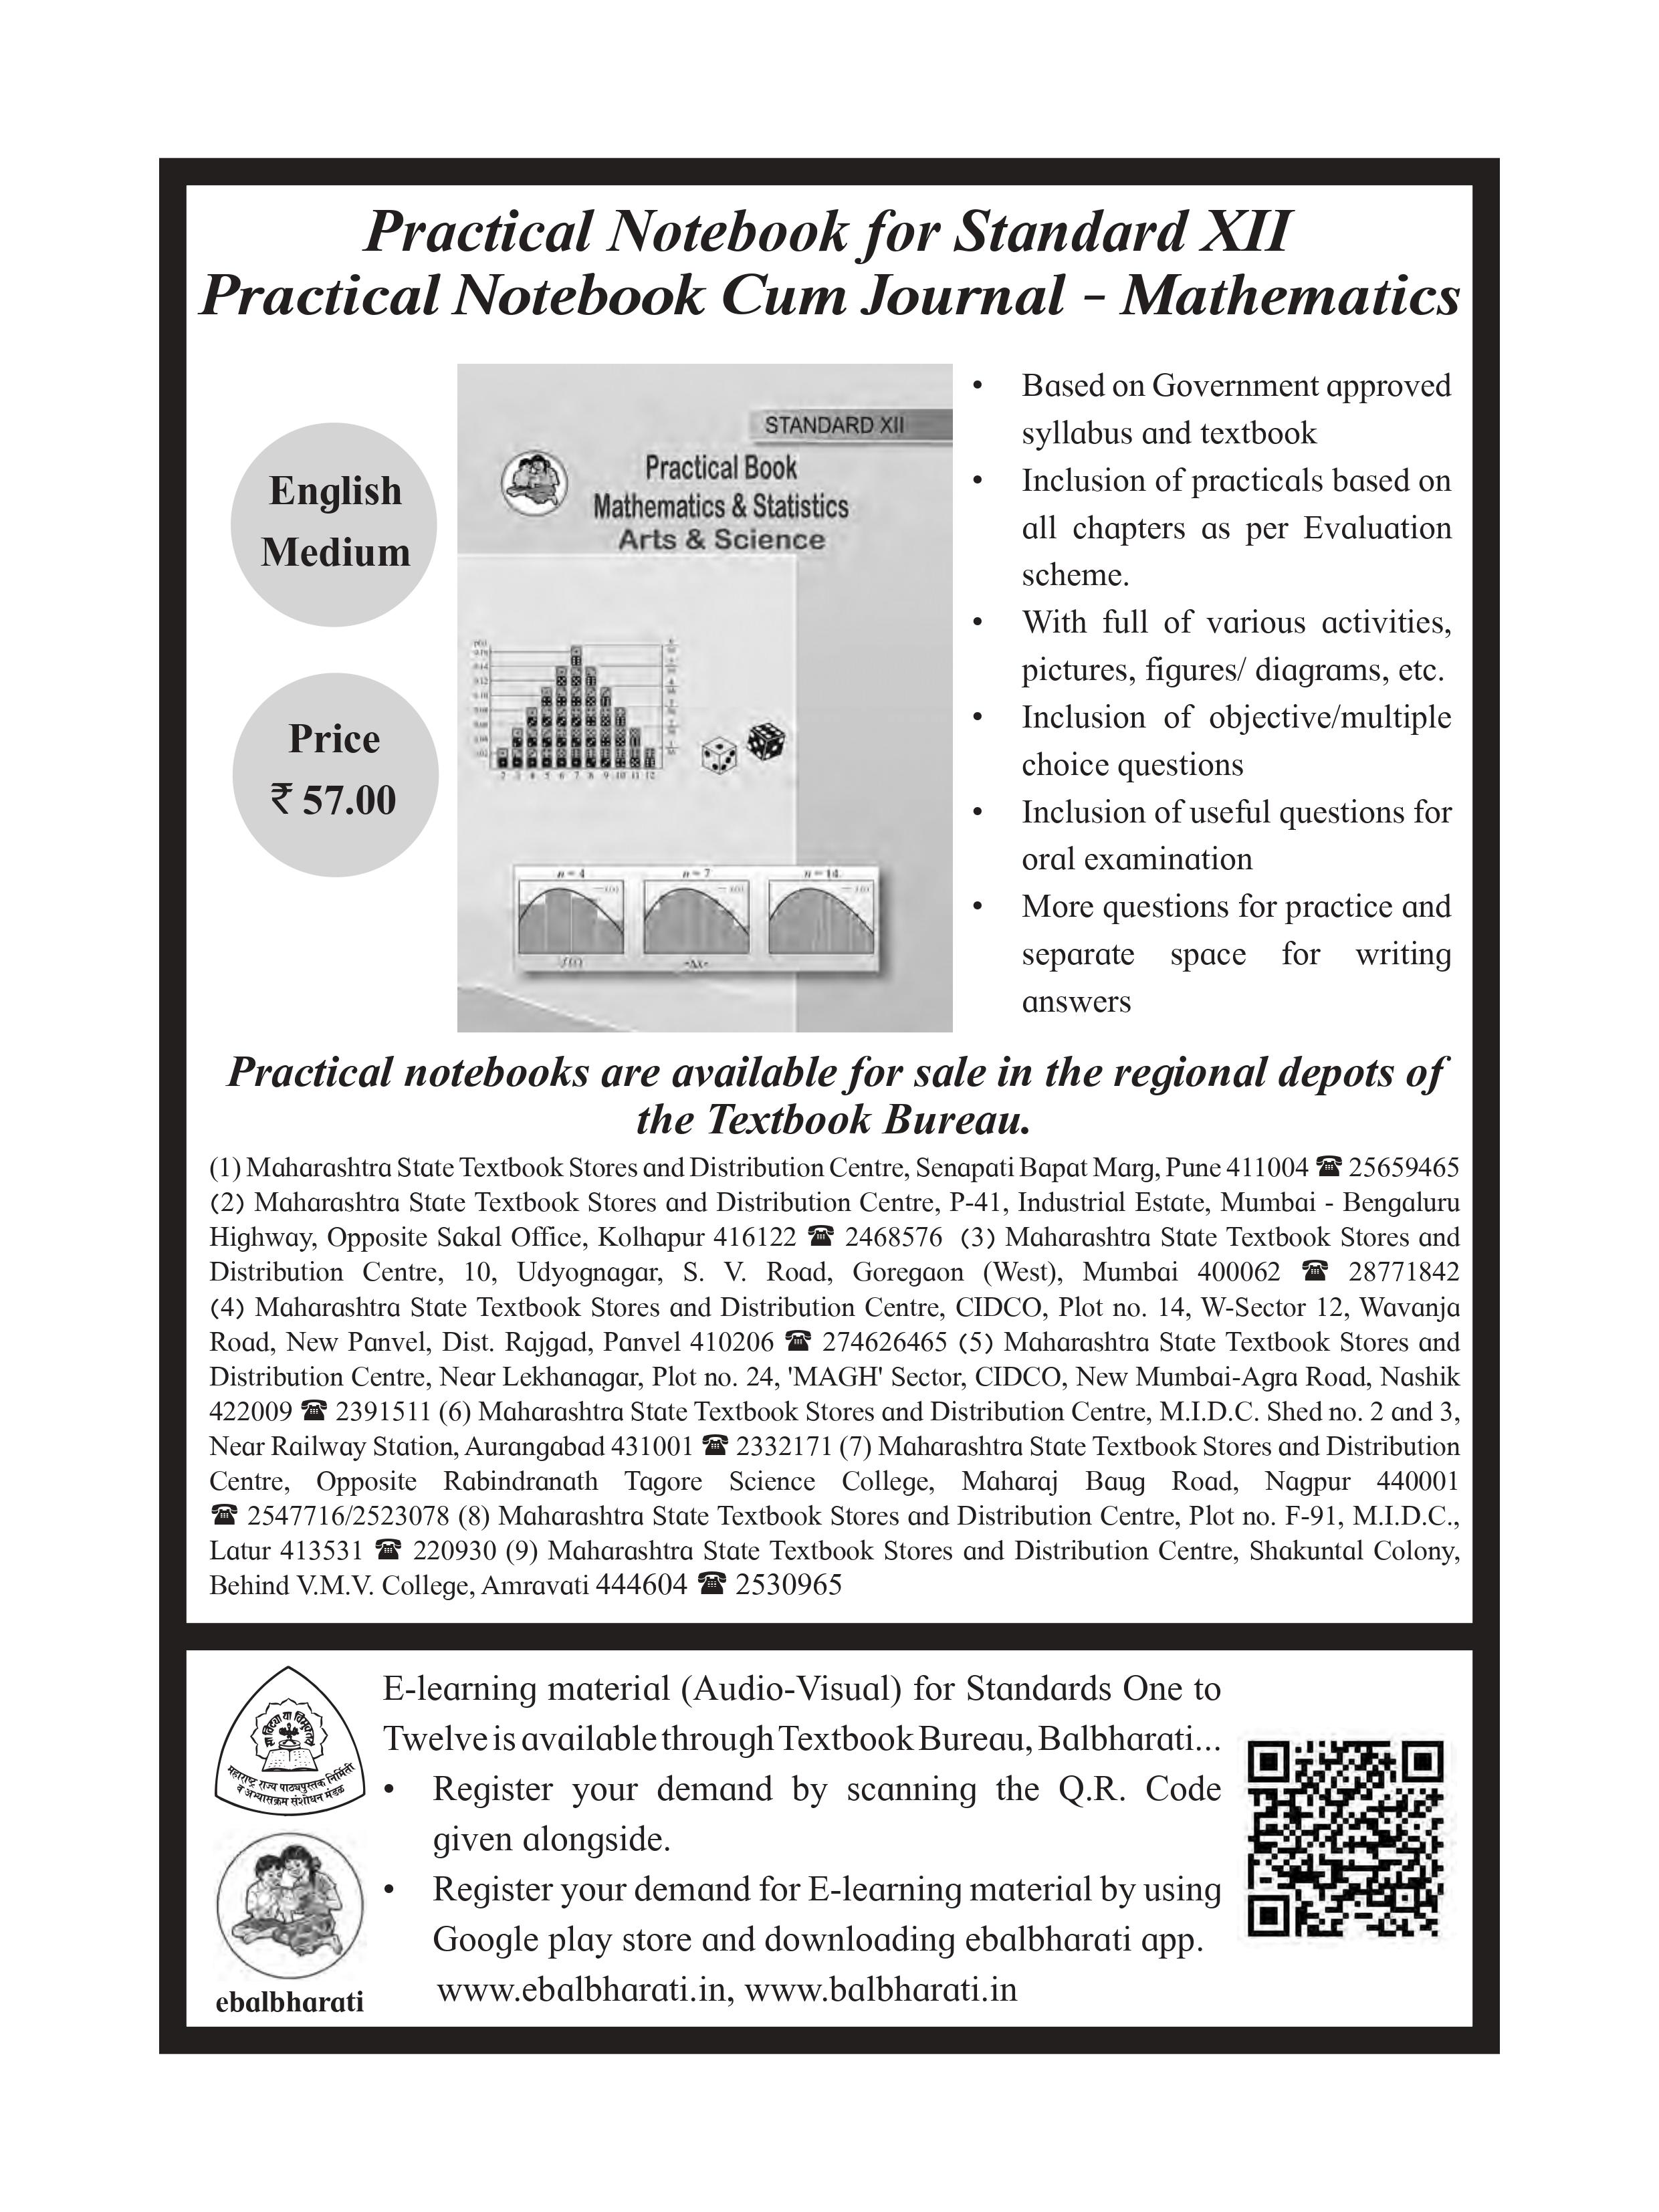 Practical Notebook for Standard XII
Practical Notebook Cum Journal - Mathematics
English
Medium
Price
₹ 57.00
STANDARD XII
Practical Book
Mathematics & Statistics
Arts & Science
2 3 4 5 6 7 8 9 10 11 12
n = 4
n = 7
n = 14
• Based on Government approved
syllabus and textbook
• Inclusion of practicals based on
all chapters as per Evaluation
scheme.
• With full of various activities,
pictures, figures/ diagrams, etc.
• Inclusion of objective/multiple
choice questions
• Inclusion of useful questions for
oral examination
• More questions for practice and
separate space for writing
answers
Practical notebooks are available for sale in the regional depots of
the Textbook Bureau.
(1) Maharashtra State Textbook Stores and Distribution Centre, Senapati Bapat Marg, Pune 411004 ☎ 25659465
(2) Maharashtra State Textbook Stores and Distribution Centre, P-41, Industrial Estate, Mumbai - Bengaluru
Highway, Opposite Sakal Office, Kolhapur 416122 ☎ 2468576 (3) Maharashtra State Textbook Stores and
Distribution Centre, 10, Udyognagar, S. V. Road, Goregaon (West), Mumbai 400062 ☎ 28771842
(4) Maharashtra State Textbook Stores and Distribution Centre, CIDCO, Plot no. 14, W-Sector 12, Wavanja
Road, New Panvel, Dist. Rajgad, Panvel 410206 ☎ 274626465 (5) Maharashtra State Textbook Stores and
Distribution Centre, Near Lekhanagar, Plot no. 24, 'MAGH' Sector, CIDCO, New Mumbai-Agra Road, Nashik
422009 ☎ 2391511 (6) Maharashtra State Textbook Stores and Distribution Centre, M.I.D.C. Shed no. 2 and 3,
Near Railway Station, Aurangabad 431001 ☎ 2332171 (7) Maharashtra State Textbook Stores and Distribution
Centre, Opposite Rabindranath Tagore Science College, Maharaj Baug Road, Nagpur 440001
☎ 2547716/2523078 (8) Maharashtra State Textbook Stores and Distribution Centre, Plot no. F-91, M.I.D.C.,
Latur 413531 ☎ 220930 (9) Maharashtra State Textbook Stores and Distribution Centre, Shakuntal Colony,
Behind V.M.V. College, Amravati 444604 ☎ 2530965
सा विद्या या विमुक्तये
महाराष्ट्र राज्य पाठ्यपुस्तक निर्मिती
व अभ्यासक्रम संशोधन मंडळ
ebalbharati
E-learning material (Audio-Visual) for Standards One to
Twelve is available through Textbook Bureau, Balbharati...
• Register your demand by scanning the Q.R. Code
given alongside.
• Register your demand for E-learning material by using
Google play store and downloading ebalbharati app.
www.ebalbharati.in, www.balbharati.in